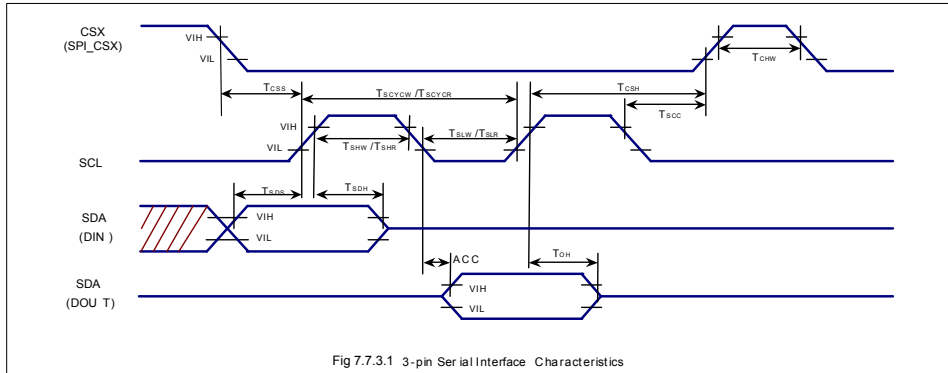 CSX
(SPI_CSX)
VIH
VIL
TCHW
TCSS
TSCYCW /TSCYCR
TCSH
TSCC
VIH
VIL
TSHW /TSHR
TSLW /TSLR
SCL
TSDS
TSDH
SDA
(DIN )
VIH
VIL
ACC
TOH
SDA
(DOU T)
VIH
VIL
Fig 7.7.3.1 3-pin Serial Interface Characteristics